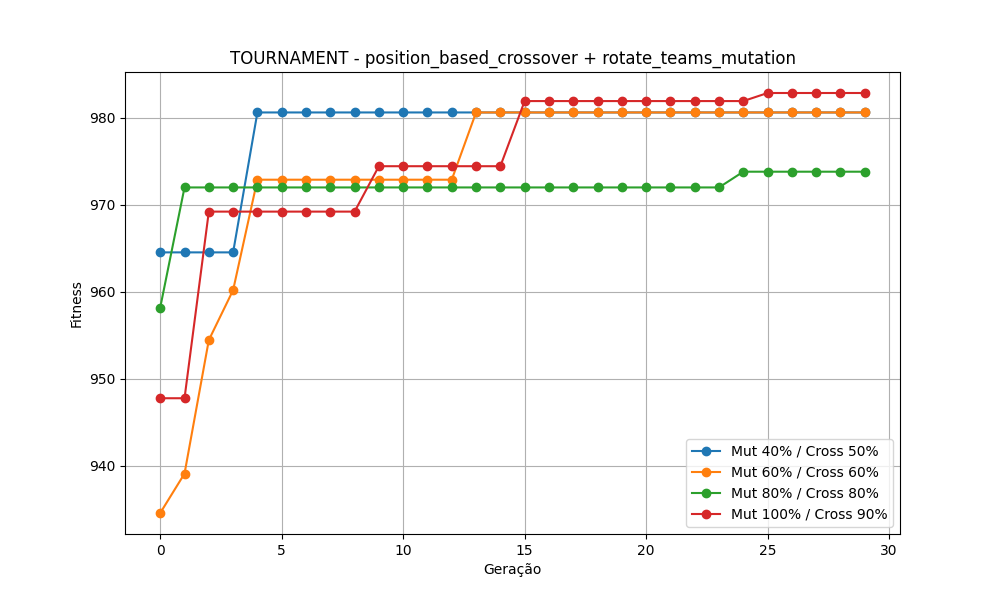 TOURNAMENT - position_based_crossover + rotate_teams_mutation
Fitness
980
970
960
950
940
0 5 10 15 20 25 30
Geração
Mut 40% / Cross 50%
Mut 60% / Cross 60%
Mut 80% / Cross 80%
Mut 100% / Cross 90%